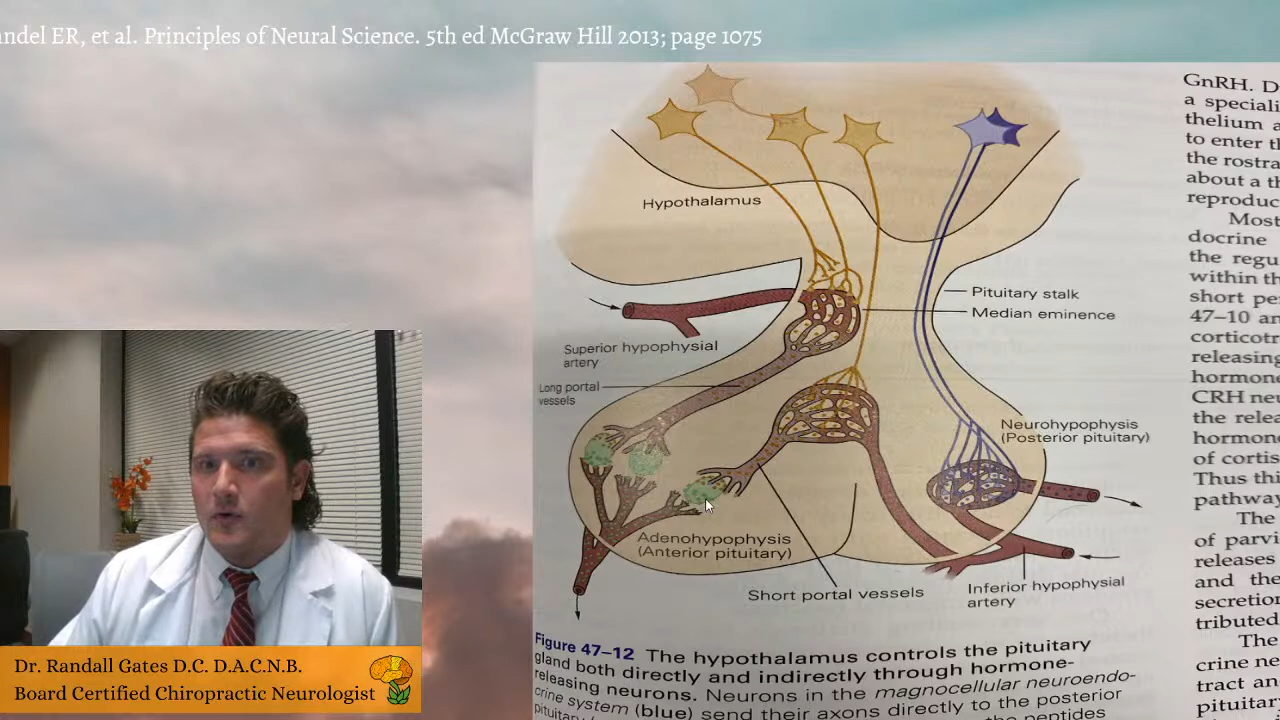 ndel ER, et al. Principles of Neural Science. 5th ed McGraw Hill 2013; page 1075
Hypothalamus
Pituitary stalk
Median eminence
Superior hypophysial
artery
Long portal
vessels
Neurohypophysis
(Posterior pituitary)
Adenohypophysis
(Anterior pituitary)
Short portal vessels
Inferior hypophysial
artery
Figure 47–12 The hypothalamus controls the pituitary
gland both directly and indirectly through hormone-
releasing neurons. Neurons in the magnocellular neuroendo-
crine system (blue) send their axons directly to the posterior
the peptides
GnRH. D
a speciali
thelium a
to enter th
the rostra
about a th
reproduc
Most
docrine
the regu
within th
short pe
47–10 an
corticotr
releasing
hormone
CRH neu
the relea
hormon
of cortis
Thus thi
pathway
The
of parvi
releases
and the
secretion
tributed
The
crine ne
tract an
pituitar
Dr. Randall Gates D.C. D.A.C.N.B.
Board Certified Chiropractic Neurologist